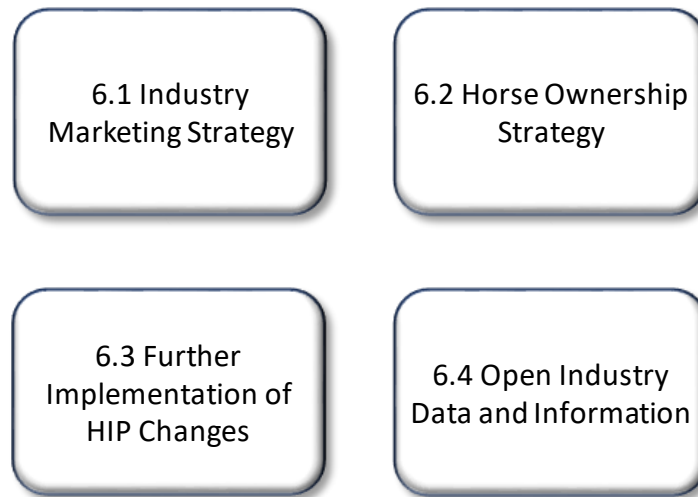 6.1 Industry
Marketing Strategy
6.2 Horse Ownership
Strategy
6.3 Further
Implementation of
HIP Changes
6.4 Open Industry
Data and Information